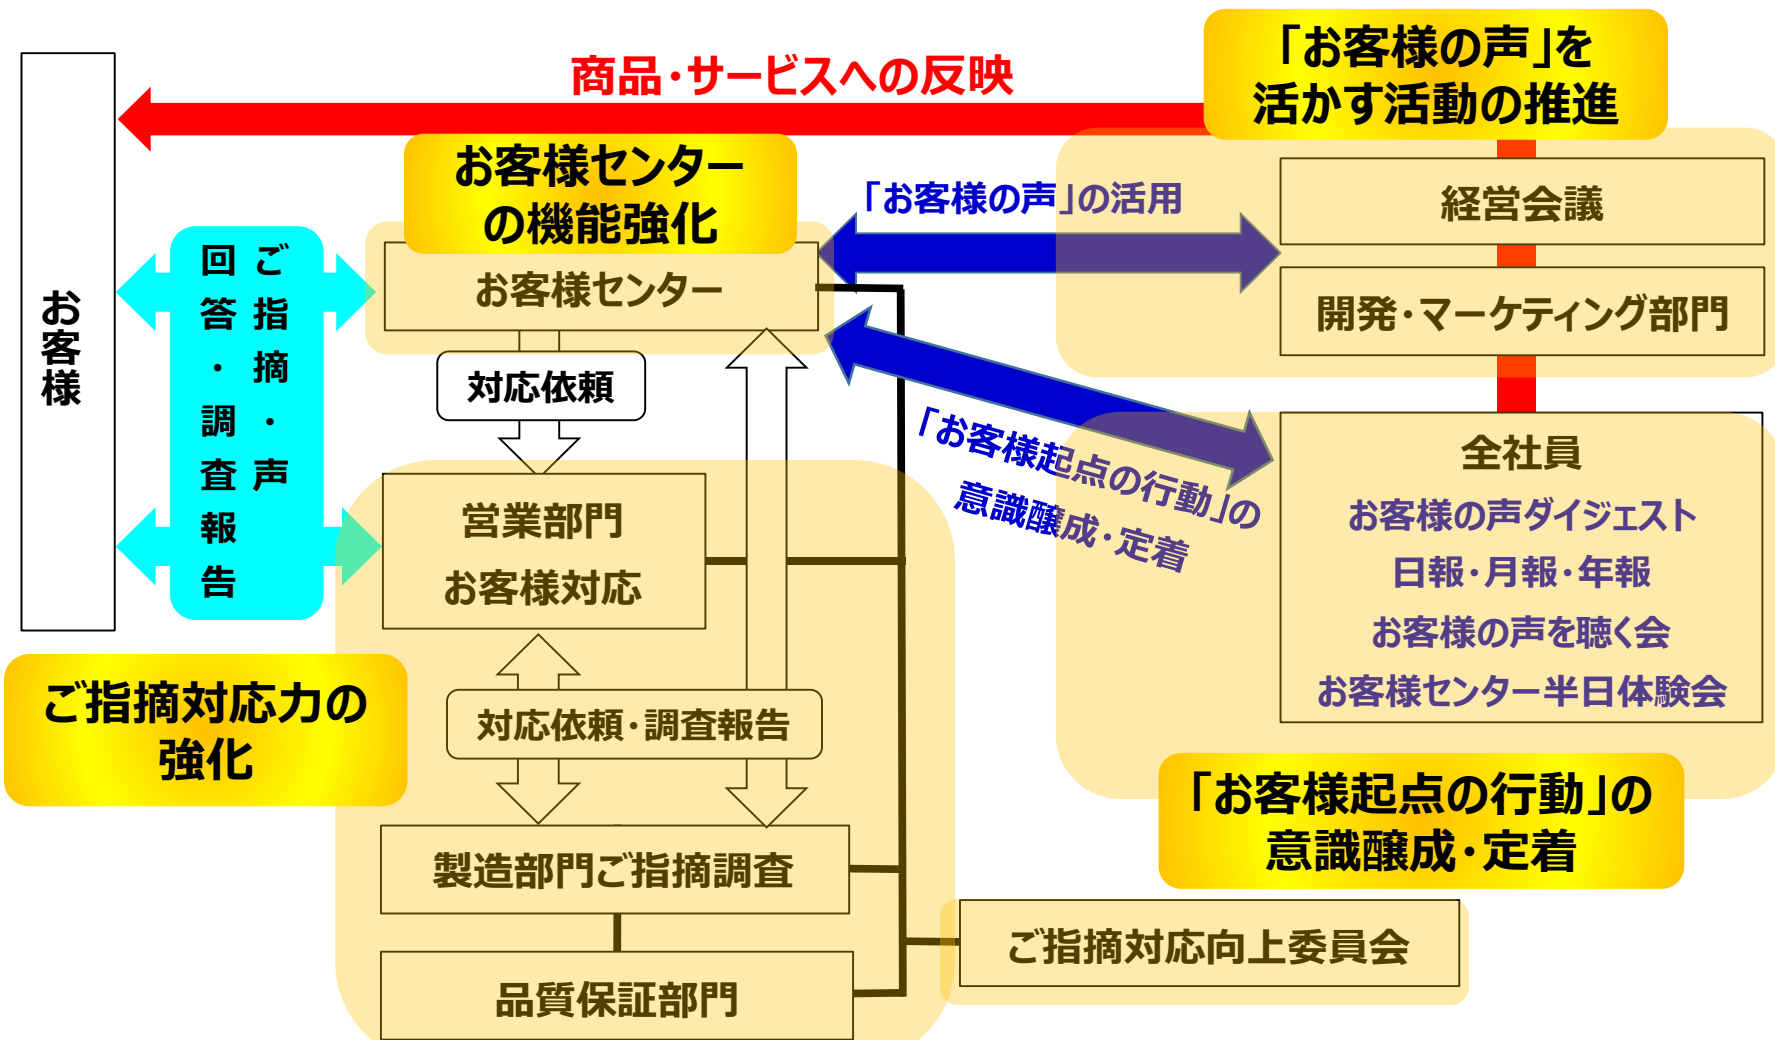 「お客様の声」を
活かす活動の推進
商品・サービスへの反映
お客様センター
の機能強化
「お客様の声」の活用
経営会議
お客様センター
開発・マーケティング部門
お客様
ご指摘・声
回答・調査報告
対応依頼
「お客様起点の行動」の
意識醸成・定着
全社員
お客様の声ダイジェスト
日報・月報・年報
お客様の声を聴く会
お客様センター半日体験会
営業部門
お客様対応
ご指摘対応力の
強化
対応依頼・調査報告
「お客様起点の行動」の
意識醸成・定着
製造部門ご指摘調査
ご指摘対応向上委員会
品質保証部門